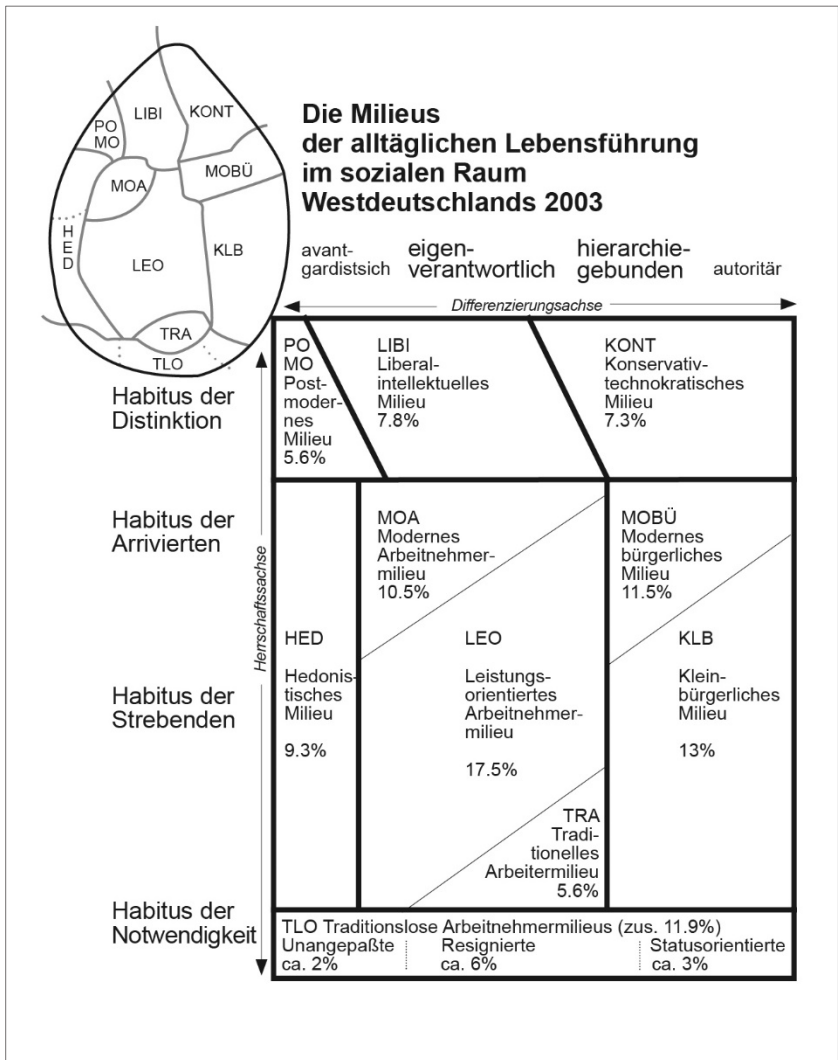 LIBI
KONT
PO
MO
MOBÜ
MOA
H
E
D
KLB
LEO
TRA
TLO
Die Milieus
der alltäglichen Lebensführung
im sozialen Raum
Westdeutschlands 2003
avant-
gardistsich
eigen-
verantwortlich
hierarchie-
gebunden
autoritär
Differenzierungsachse
Herrschaftssachse
Habitus der
Distinktion
PO
MO
Post-
moder-
nes
Milieu
5.6%
LIBI
Liberal-
intellektuelles
Milieu
7.8%
KONT
Konservativ-
technokratisches
Milieu
7.3%
Habitus der
Arrivierten
MOA
Modernes
Arbeitnehmer-
milieu
10.5%
MOBÜ
Modernes
bürgerliches
Milieu
11.5%
Habitus der
Strebenden
HED
Hedonis-
tisches
Milieu
9.3%
LEO
Leistungs-
orientiertes
Arbeitnehmer-
milieu
17.5%
KLB
Klein-
bürgerliches
Milieu
13%
TRA
Tradi-
tionelles
Arbeitermilieu
5.6%
Habitus der
Notwendigkeit
TLO Traditionslose Arbeitnehmermilieus (zus. 11.9%)
Unangepaßte
ca. 2%
Resignierte
ca. 6%
Statusorientierte
ca. 3%